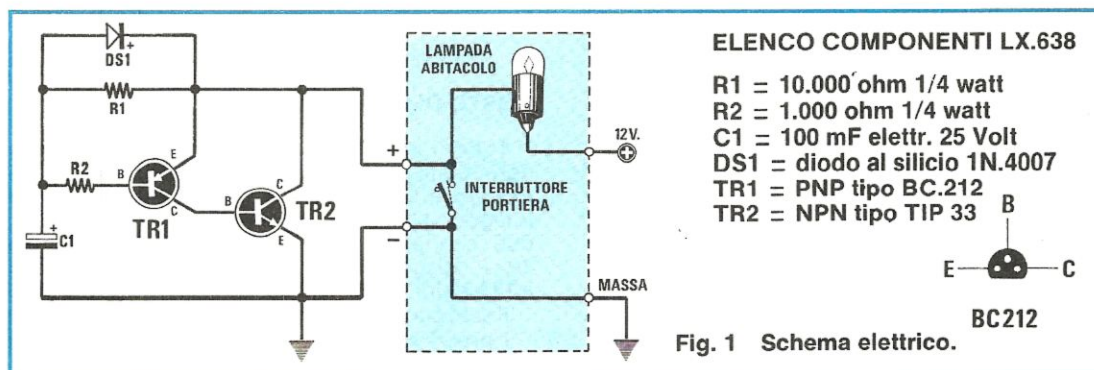 DS1
+
R1
R2
B
E
C
TR1
B
C
E
TR2
+
C1
LAMPADA
ABITACOLO
12V.
+
+
INTERRUTTORE
PORTIERA
−
MASSA
ELENCO COMPONENTI LX.638
R1 = 10.000 ohm 1/4 watt
R2 = 1.000 ohm 1/4 watt
C1 = 100 mF elettr. 25 Volt
DS1 = diodo al silicio 1N.4007
TR1 = PNP tipo BC.212
TR2 = NPN tipo TIP 33
B
E
C
BC212
Fig. 1 Schema elettrico.